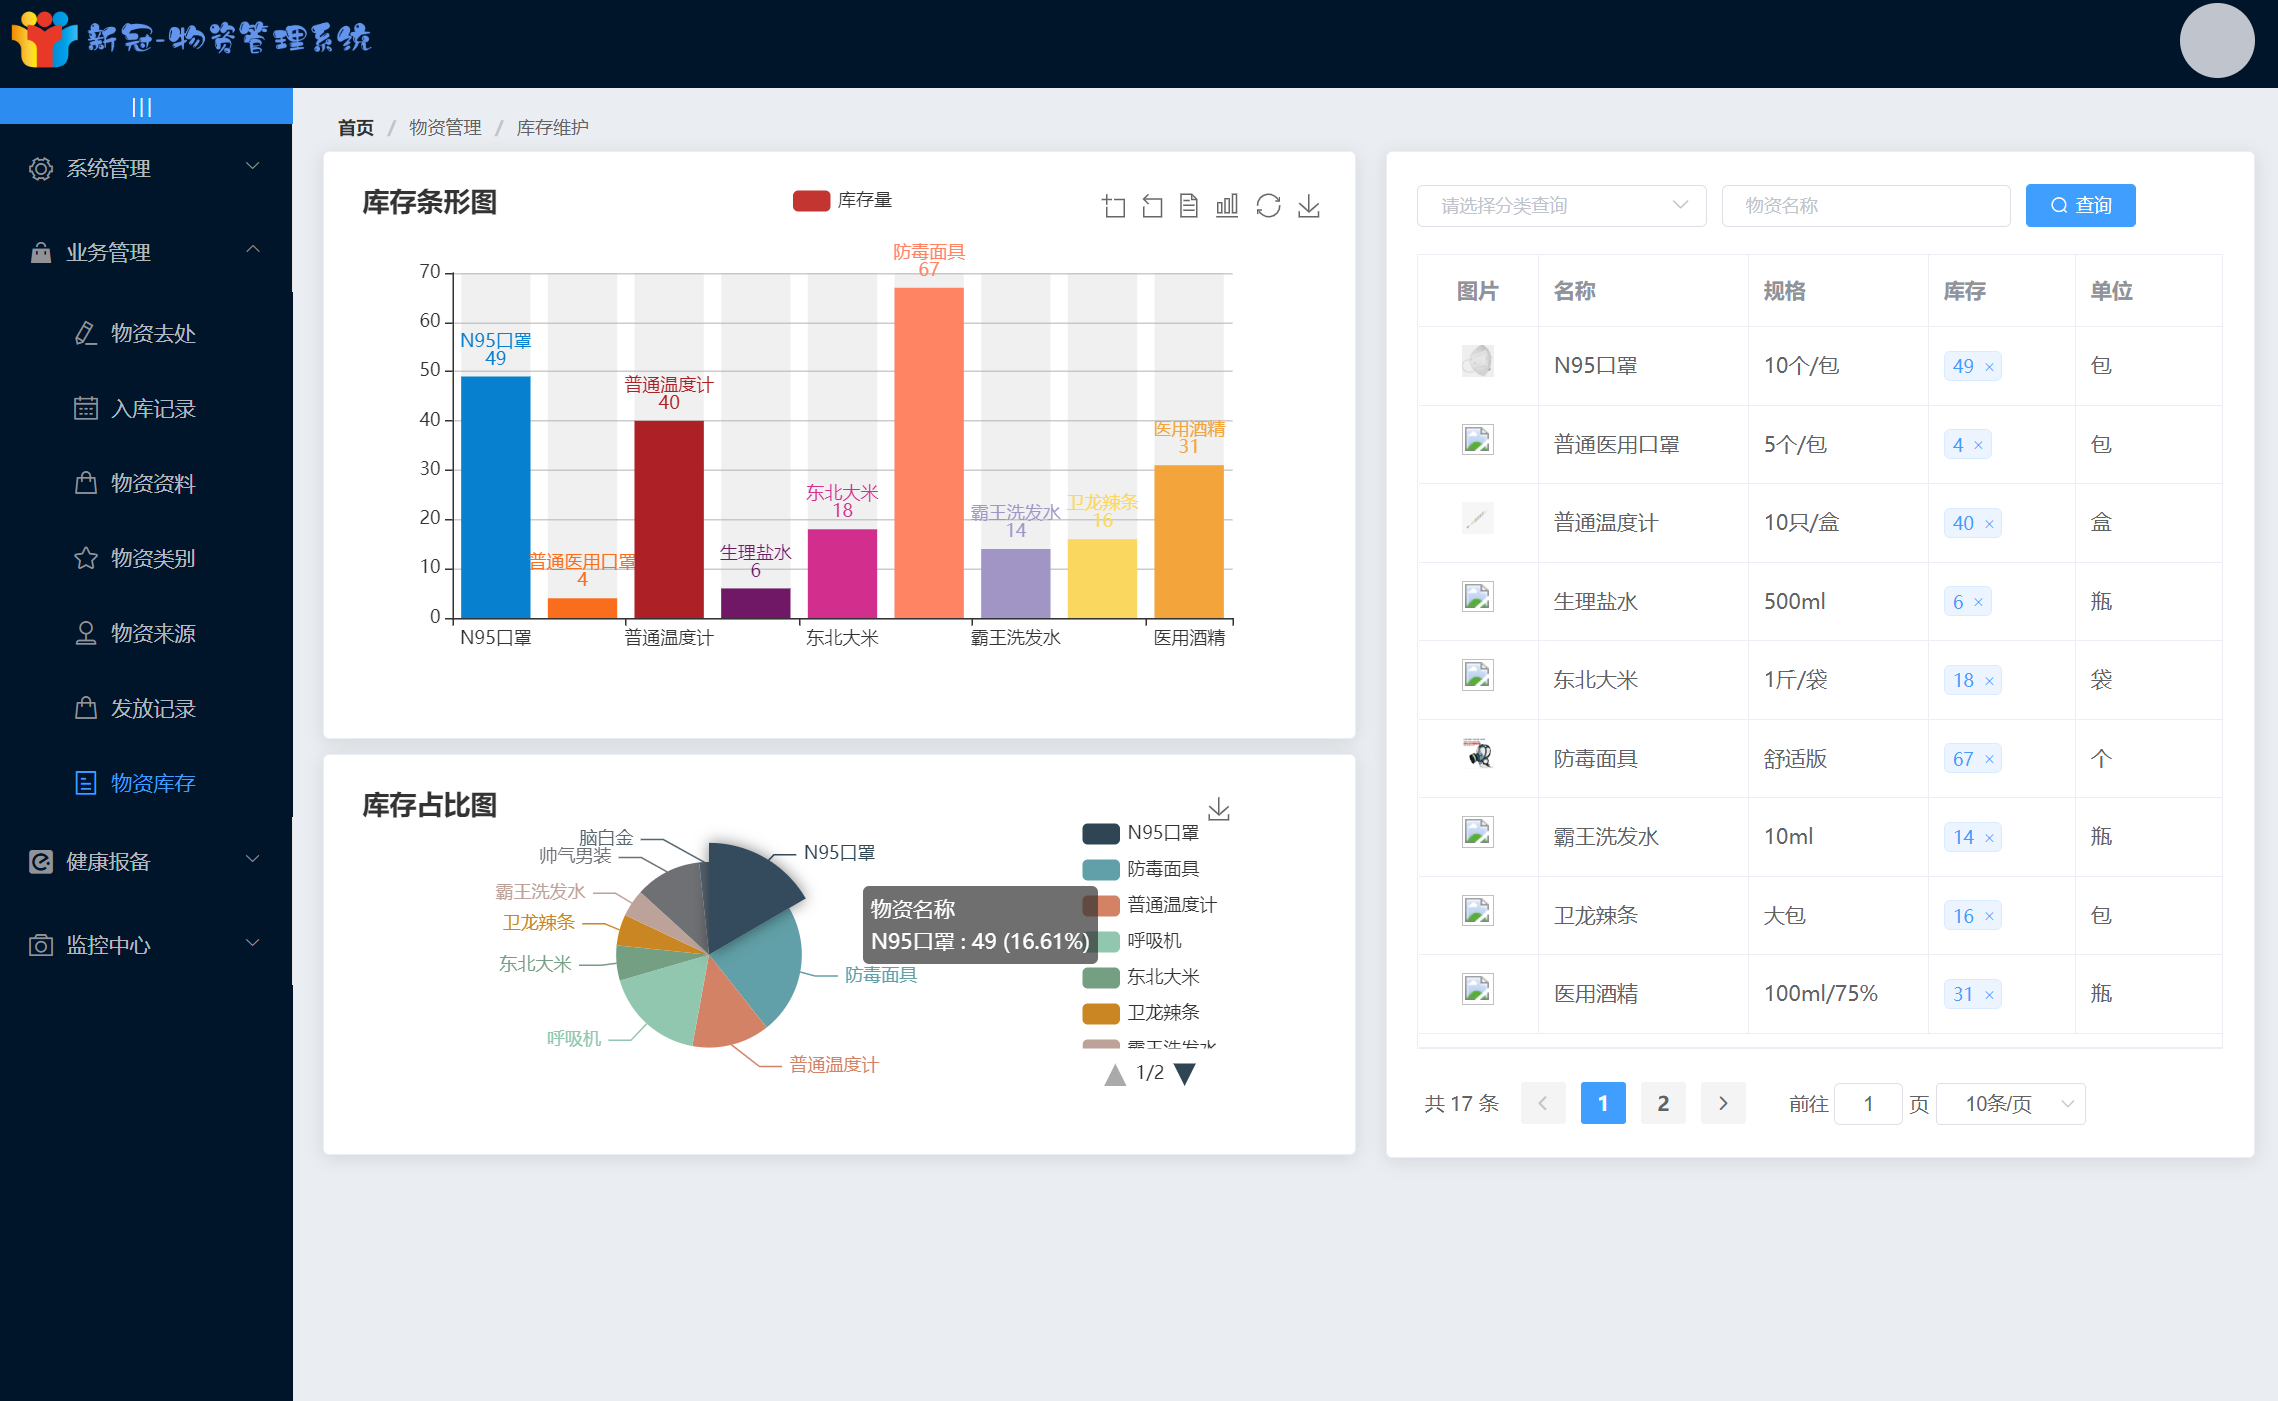 新冠-物资管理系统
|||
系统管理
业务管理
物资去处
入库记录
物资资料
物资类别
物资来源
发放记录
物资库存
健康报备
监控中心
首页 / 物资管理 / 库存维护
库存条形图
库存量
70
60
50
40
30
20
10
0
N95口罩
49
普通医用口罩
4
普通温度计
40
生理盐水
6
东北大米
18
防毒面具
67
霸王洗发水
14
卫龙辣条
16
医用酒精
31
N95口罩 普通温度计 东北大米 霸王洗发水 医用酒精
库存占比图
脑白金
帅气男装
霸王洗发水
卫龙辣条
东北大米
呼吸机
普通温度计
防毒面具
N95口罩
物资名称
N95口罩 : 49 (16.61%)
N95口罩
防毒面具
普通温度计
呼吸机
东北大米
卫龙辣条
霸王洗发水
1/2
请选择分类查询 物资名称 查询
图片 名称 规格 库存 单位
N95口罩 10个/包 49 × 包
普通医用口罩 5个/包 4 × 包
普通温度计 10只/盒 40 × 盒
生理盐水 500ml 6 × 瓶
东北大米 1斤/袋 18 × 袋
防毒面具 舒适版 67 × 个
霸王洗发水 10ml 14 × 瓶
卫龙辣条 大包 16 × 包
医用酒精 100ml/75% 31 × 瓶
共 17 条 < 1 2 > 前往 1 页 10条/页